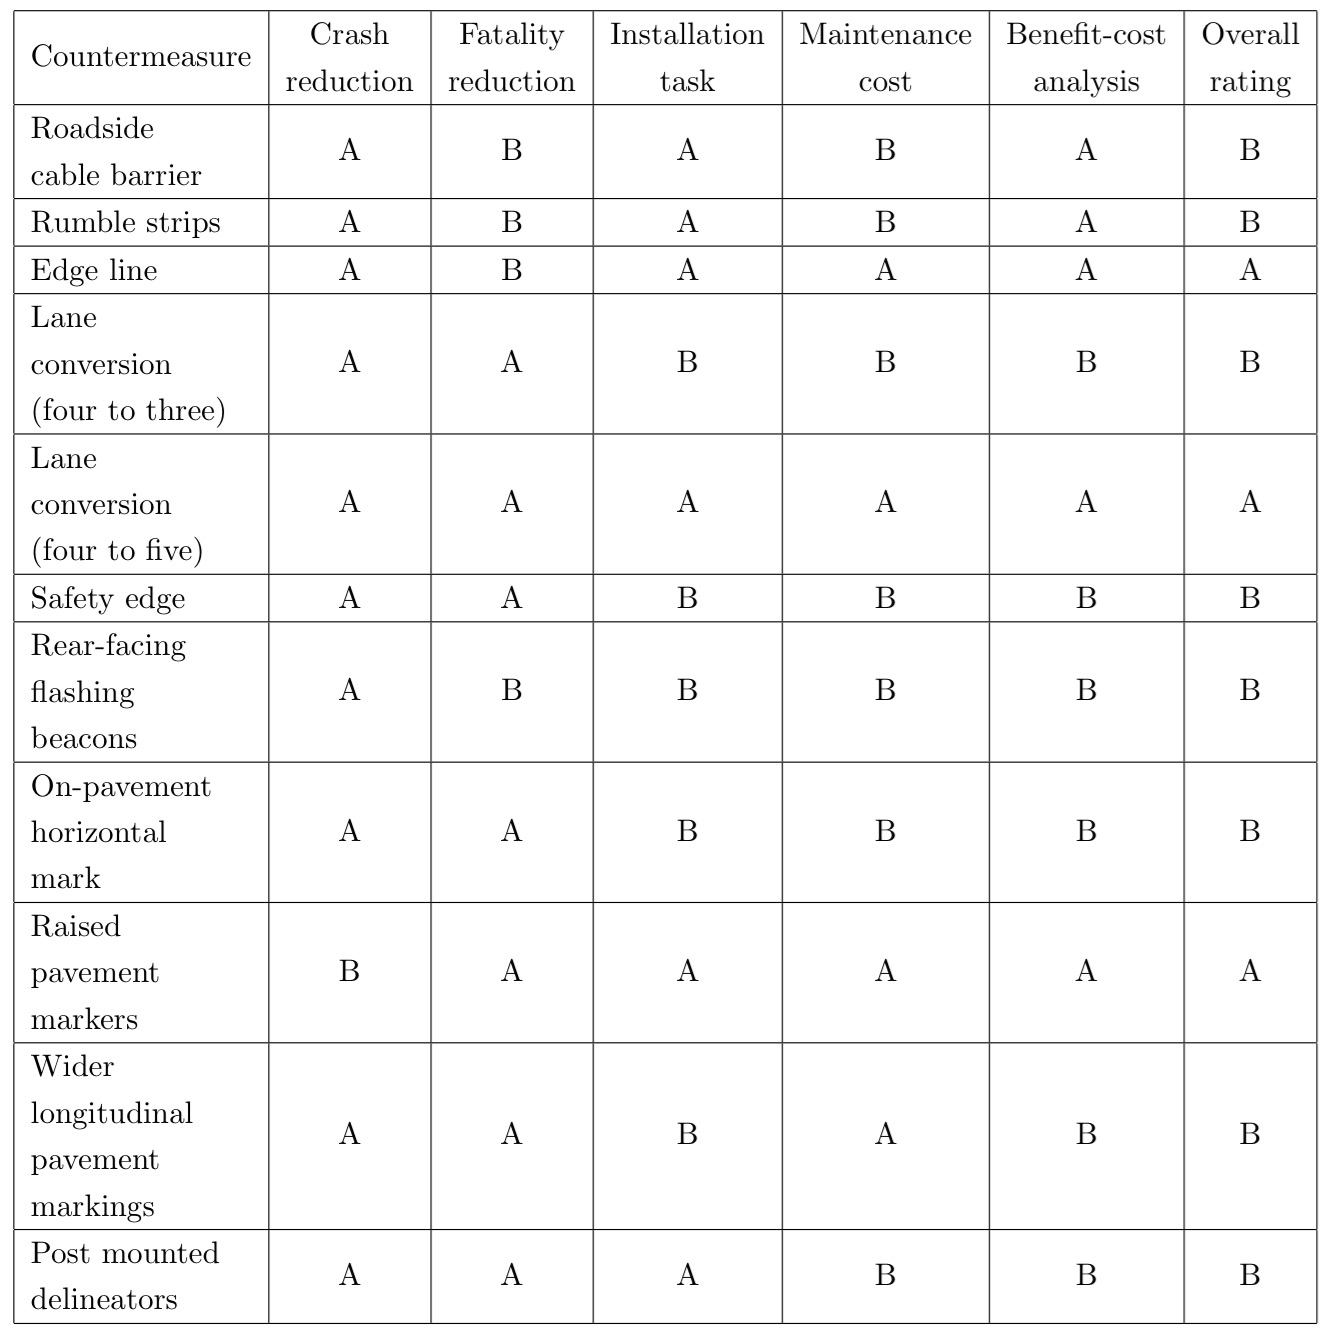 Countermeasure Crash reduction Fatality reduction Installation task Maintenance cost Benefit-cost analysis Overall rating
Roadside
cable barrier A B A B A B
Rumble strips A B A B A B
Edge line A B A A A A
Lane
conversion
(four to three) A A B B B B
Lane
conversion
(four to five) A A A A A A
Safety edge A A B B B B
Rear-facing
flashing
beacons A B B B B B
On-pavement
horizontal
mark A A B B B B
Raised
pavement
markers B A A A A A
Wider
longitudinal
pavement
markings A A B A B B
Post mounted
delineators A A A B B B